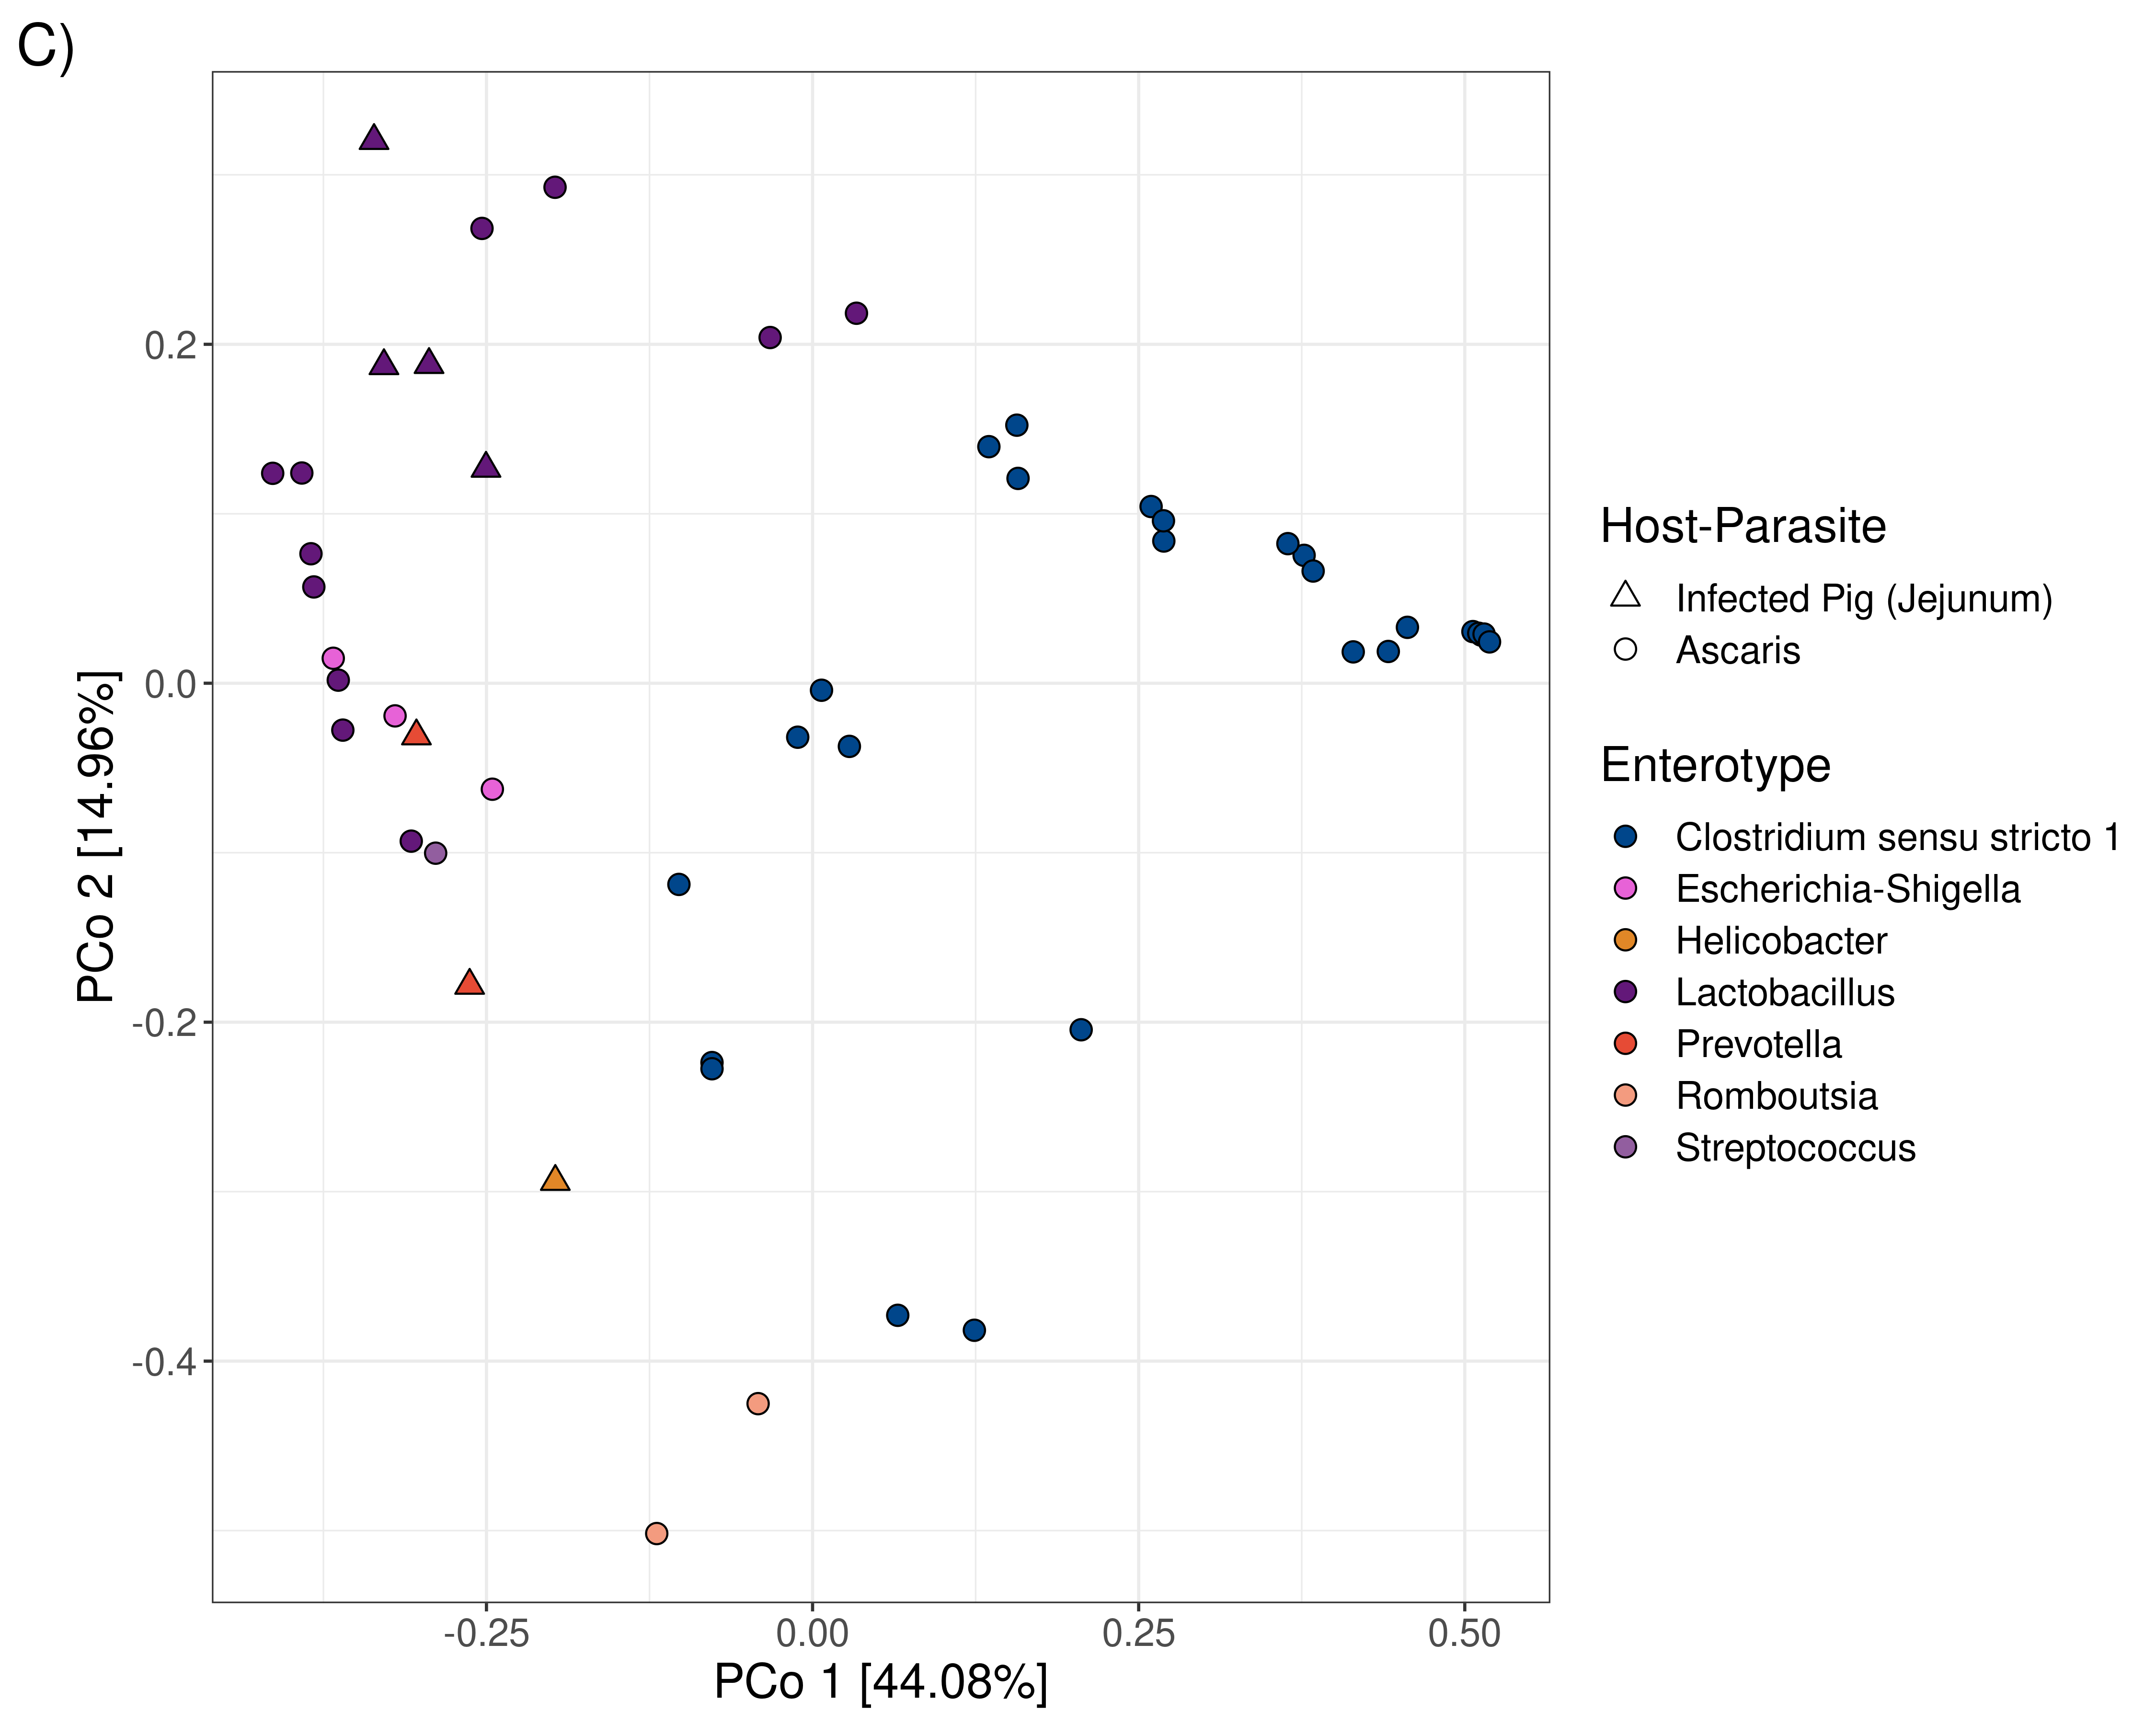 C)
0.2
0.0
-0.2
-0.4
PCo 2 [14.96%]
-0.25
0.00
0.25
0.50
PCo 1 [44.08%]
Host-Parasite
Infected Pig (Jejunum)
Ascaris
Enterotype
Clostridium sensu stricto 1
Escherichia-Shigella
Helicobacter
Lactobacillus
Prevotella
Romboutsia
Streptococcus